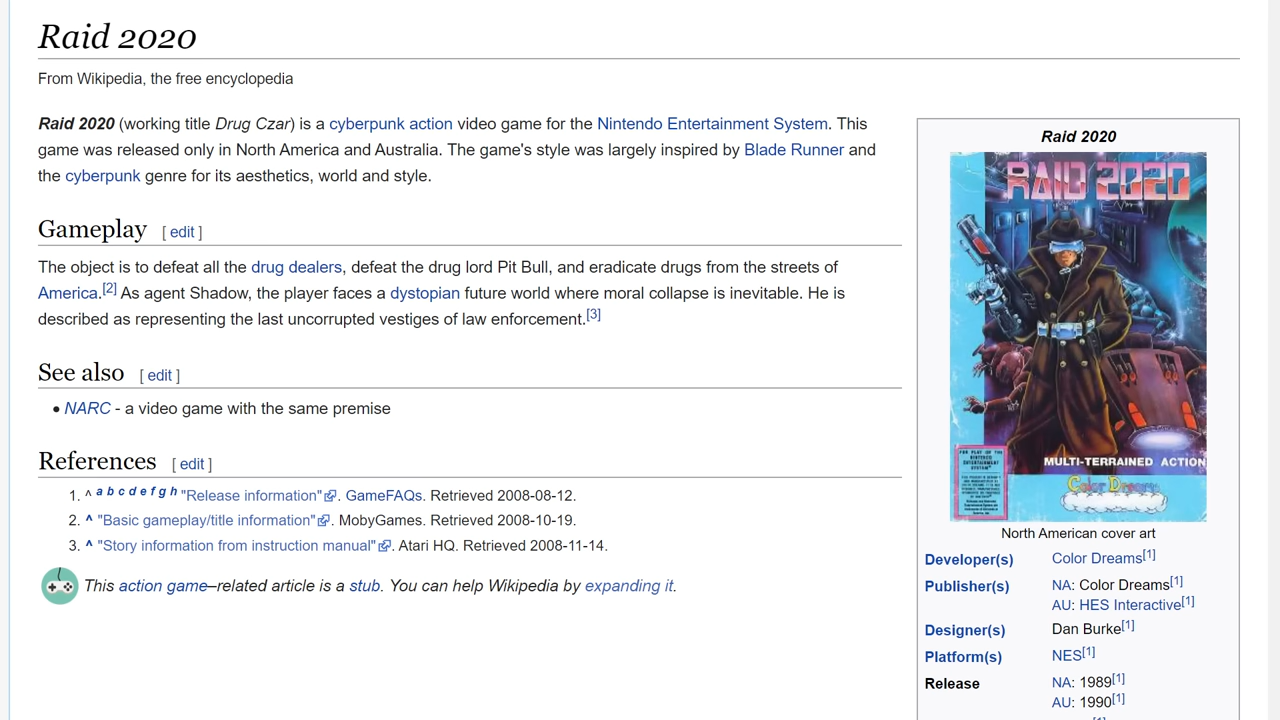 Raid 2020
From Wikipedia, the free encyclopedia
Raid 2020 (working title Drug Czar) is a cyberpunk action video game for the Nintendo Entertainment System. This
game was released only in North America and Australia. The game's style was largely inspired by Blade Runner and
the cyberpunk genre for its aesthetics, world and style.
Gameplay [ edit ]
The object is to defeat all the drug dealers, defeat the drug lord Pit Bull, and eradicate drugs from the streets of
America.[2] As agent Shadow, the player faces a dystopian future world where moral collapse is inevitable. He is
described as representing the last uncorrupted vestiges of law enforcement.[3]
See also [ edit ]
• NARC - a video game with the same premise
References [ edit ]
1. ^ a b c d e f g h "Release information". GameFAQs. Retrieved 2008-08-12.
2. ^ "Basic gameplay/title information". MobyGames. Retrieved 2008-10-19.
3. ^ "Story information from instruction manual". Atari HQ. Retrieved 2008-11-14.
This action game–related article is a stub. You can help Wikipedia by expanding it.
Raid 2020
RAID 2020
MULTI-TERRAINED ACTION
Color Dreams
North American cover art
Developer(s) Color Dreams[1]
Publisher(s) NA: Color Dreams[1]
AU: HES Interactive[1]
Designer(s) Dan Burke[1]
Platform(s) NES[1]
Release NA: 1989[1]
AU: 1990[1]